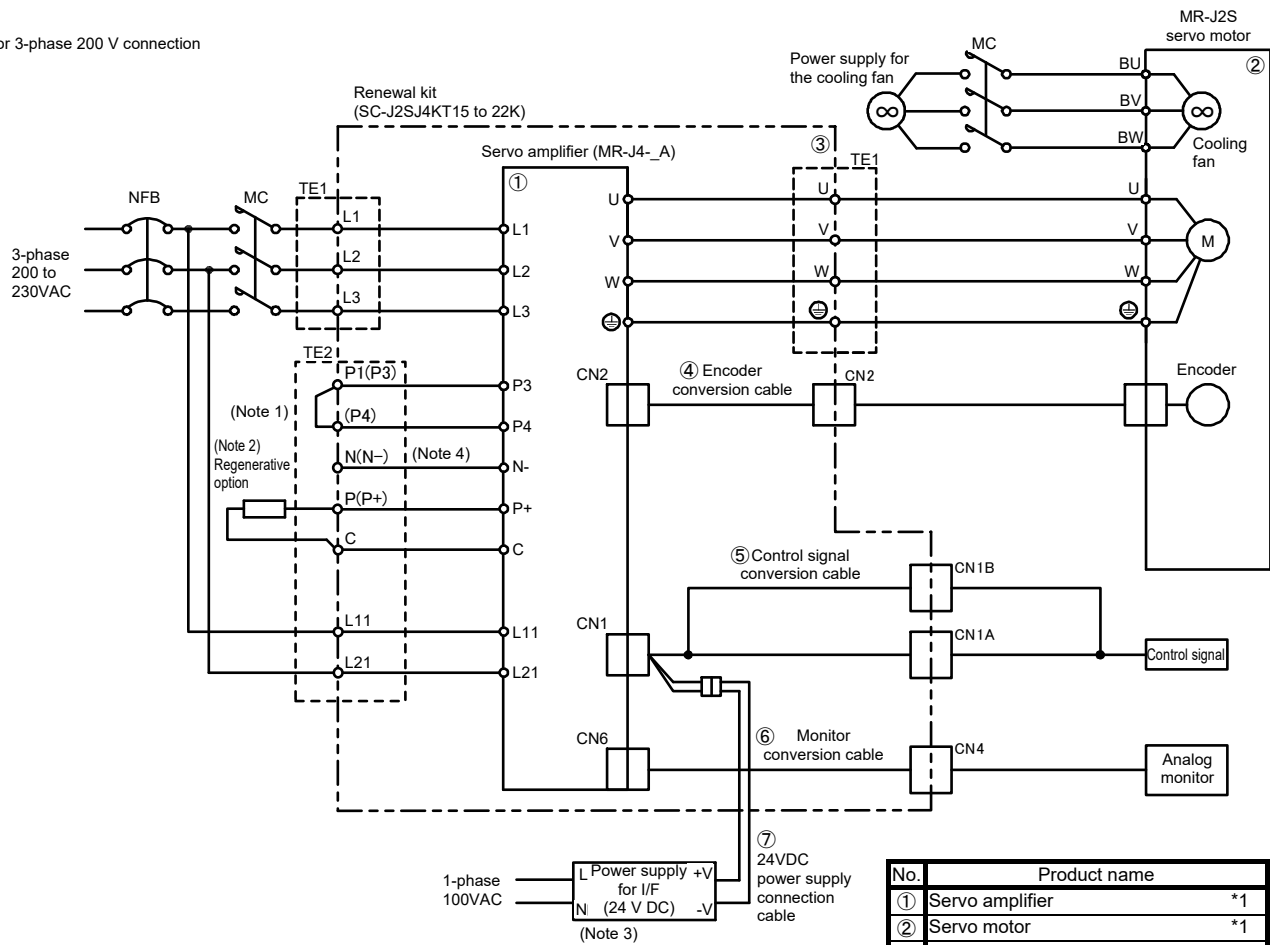 or 3-phase 200 V connection
MR-J2S
servo motor
②
Power supply for
the cooling fan
MC
BU
BV
BW
Cooling
fan
Renewal kit
(SC-J2SJ4KT15 to 22K)
③
TE1
Servo amplifier (MR-J4-_A)
①
NFB
MC
TE1
3-phase
200 to
230VAC
L1
L2
L3
L1
L2
L3
U
V
W
U
V
W
U
V
W
M
TE2
P1(P3)
(Note 1)
(P4)
(Note 2)
Regenerative
option
N(N−)
(Note 4)
P(P+)
C
L11
L21
P3
P4
N-
P+
C
L11
L21
CN2
④ Encoder
conversion cable
CN2
Encoder
⑤Control signal
conversion cable
CN1B
CN1
CN1A
Control signal
CN6
⑥ Monitor
conversion cable
CN4
Analog
monitor
⑦
24VDC
power supply
connection
cable
1-phase
100VAC
L
N
Power supply
for I/F
(24 V DC)
+V
-V
(Note 3)
No. Product name
① Servo amplifier *1
② Servo motor *1